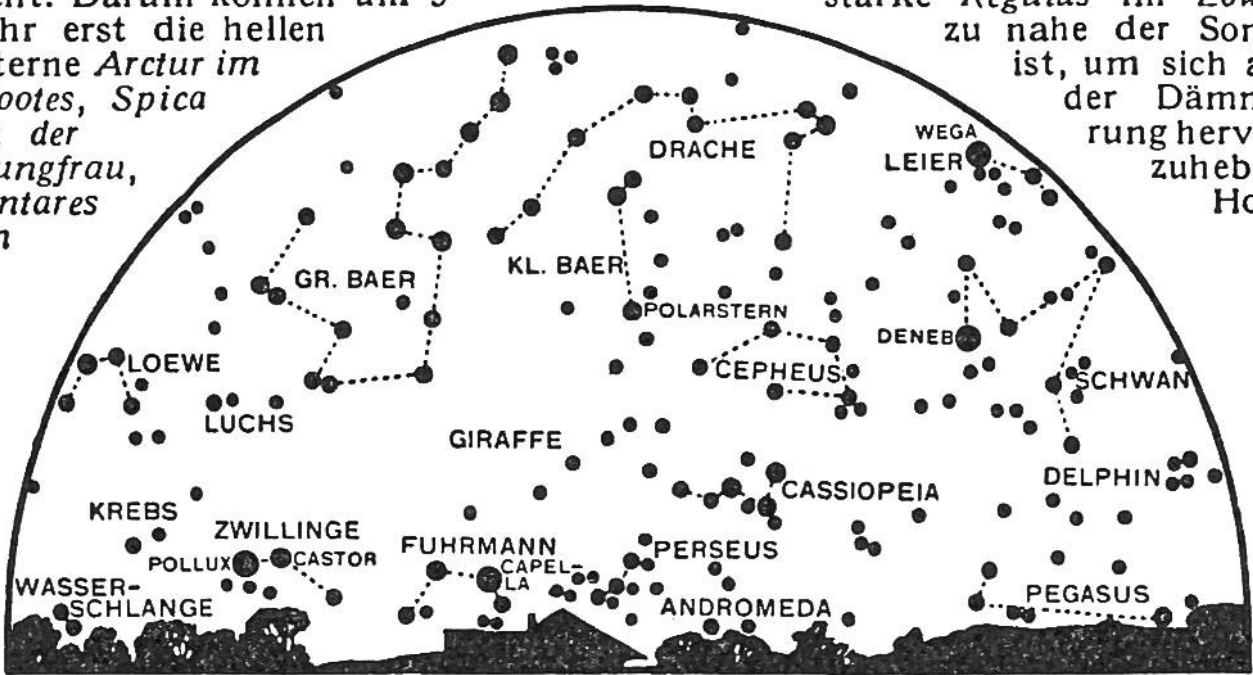 Darum können um
hr erst die hellen
terne Arctur im
ootes, Spica
der
ungfrau,
ntares
n
starke Regulus im
zu nahe der Son
ist, um sich a
der Dämm
rung herv
zuheb
Ho
DRACHE
WEGA
LEIER
GR. BAER
KL. BAER
POLARSTERN
DENEB
LOEWE
CEPHEUS
SCHWAN
LUCHS
GIRAFFE
DELPHIN
CASSIOPEIA
KREBS
ZWILLINGE
POLLUX
CASTOR
FUHRMANN
CAPEL-
LA
PERSEUS
WASSER-
SCHLANGE
ANDROMEDA
PEGASUS